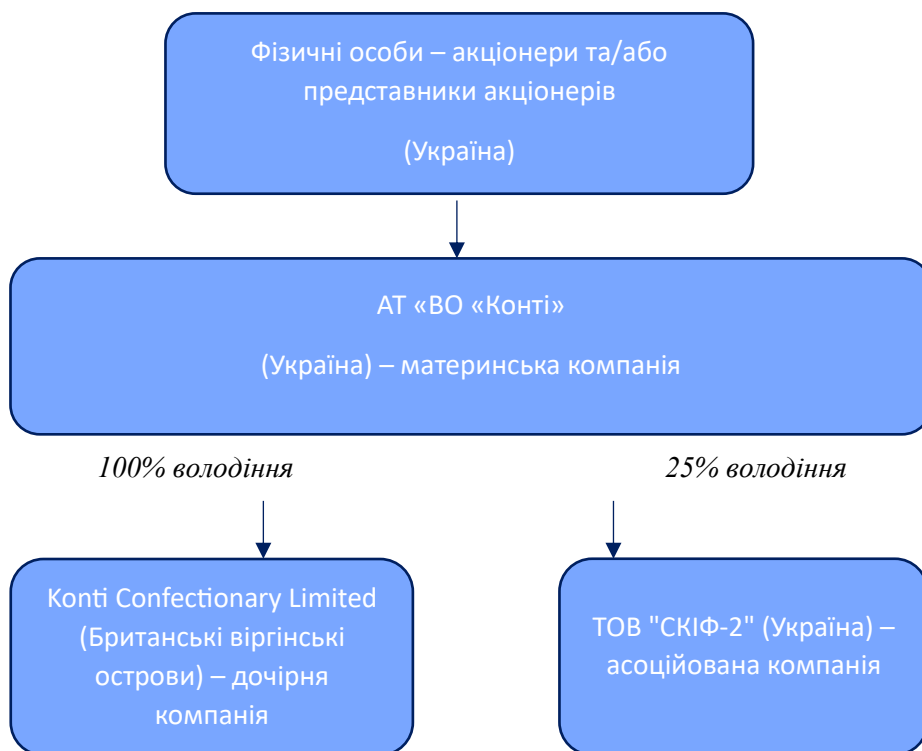 Фізичні особи – акціонери та/або
представники акціонерів
(Україна)
АТ «ВО «Конті»
(Україна) – материнська компанія
100% володіння
25% володіння
Konti Confectionary Limited
(Британські віргінські
острови) – дочірня
компанія
ТОВ "СКІФ-2" (Україна) –
асоційована компанія